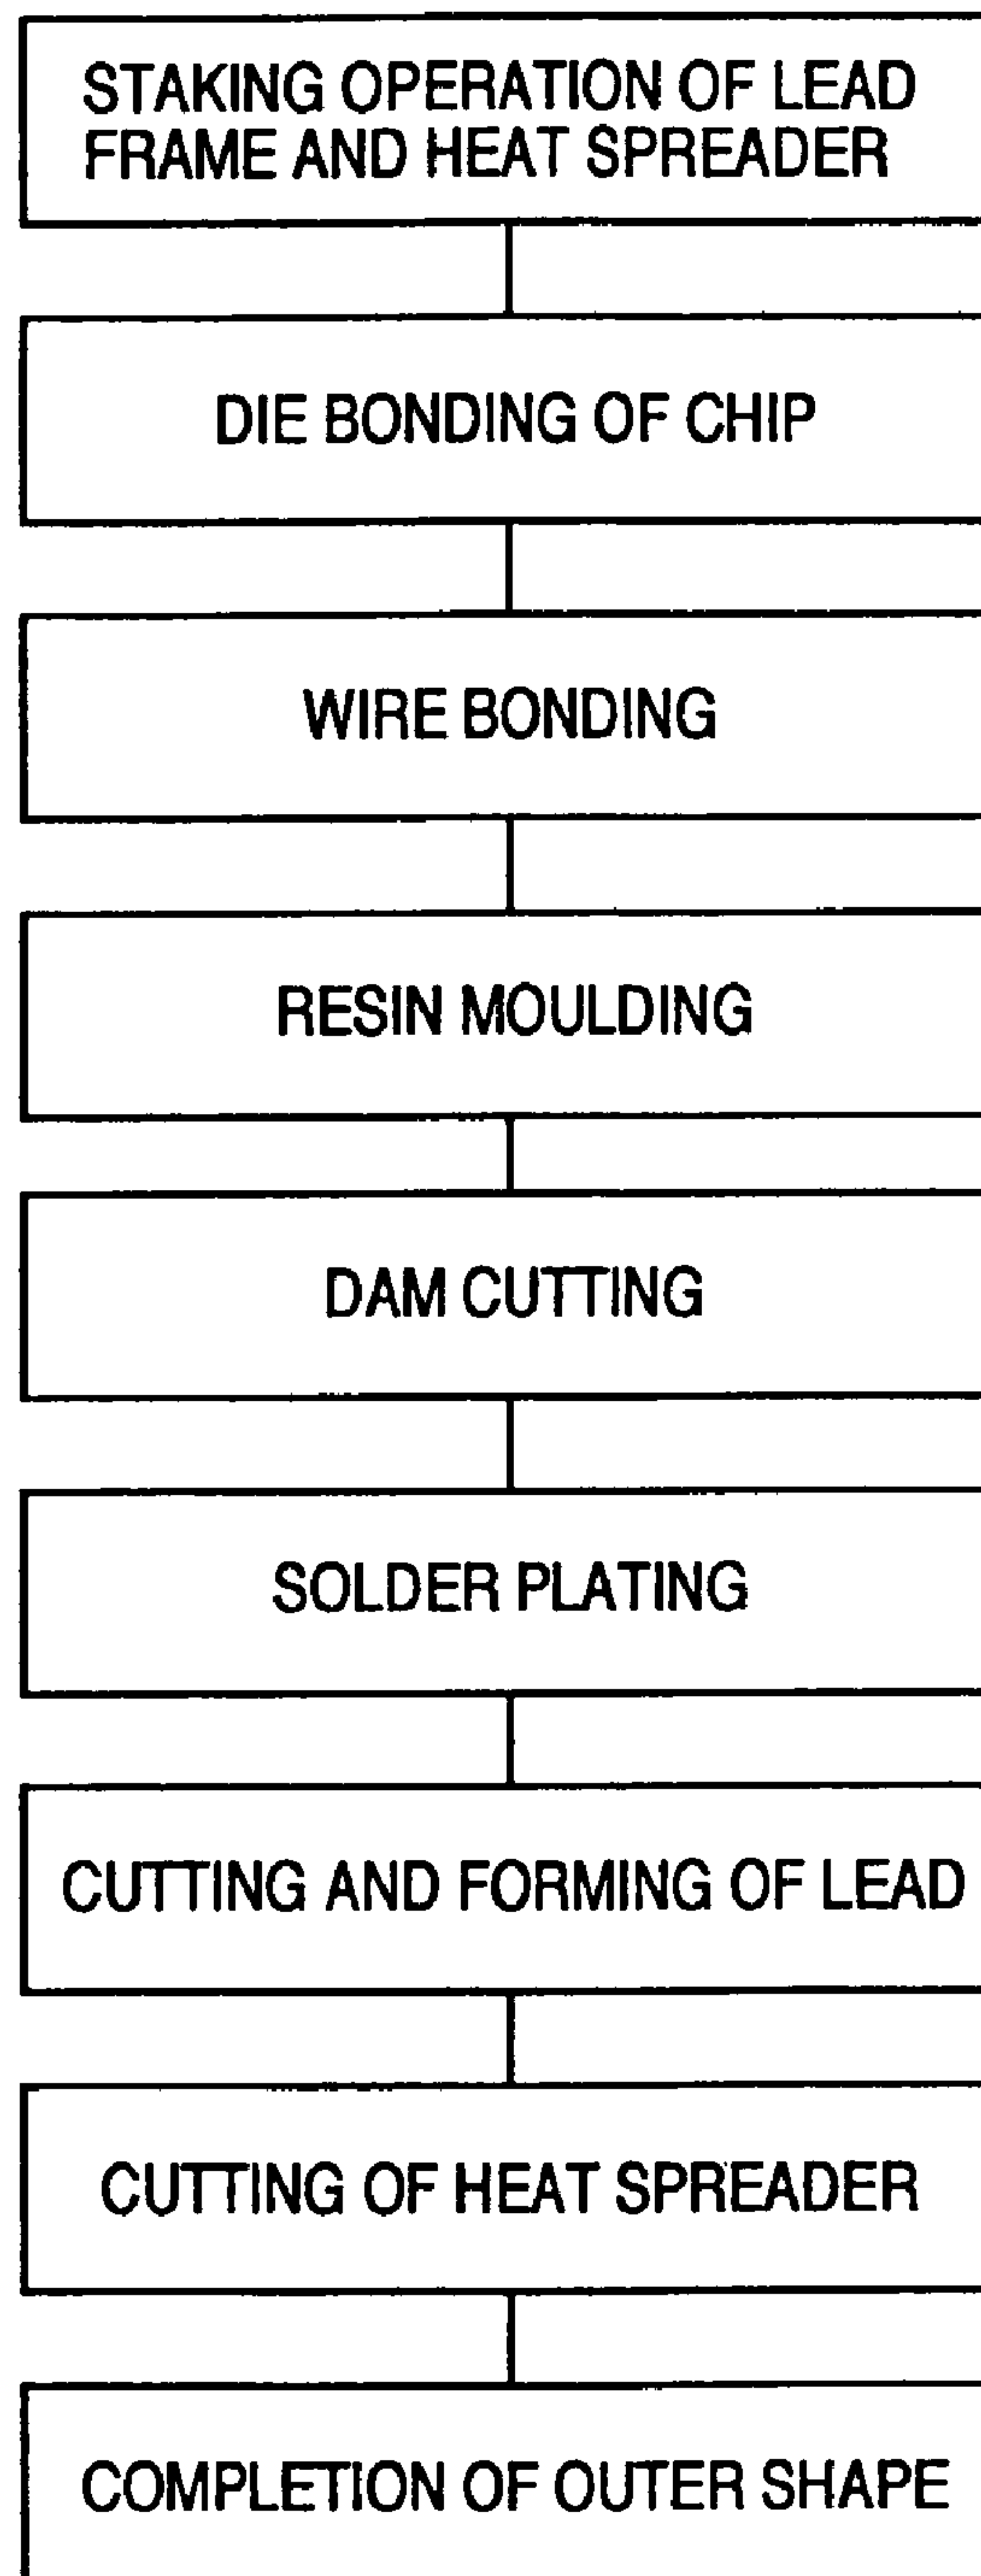 STAKING OPERATION OF LEAD
FRAME AND HEAT SPREADER
DIE BONDING OF CHIP
WIRE BONDING
RESIN MOULDING
DAM CUTTING
SOLDER PLATING
CUTTING AND FORMING OF LEAD
CUTTING OF HEAT SPREADER
COMPLETION OF OUTER SHAPE